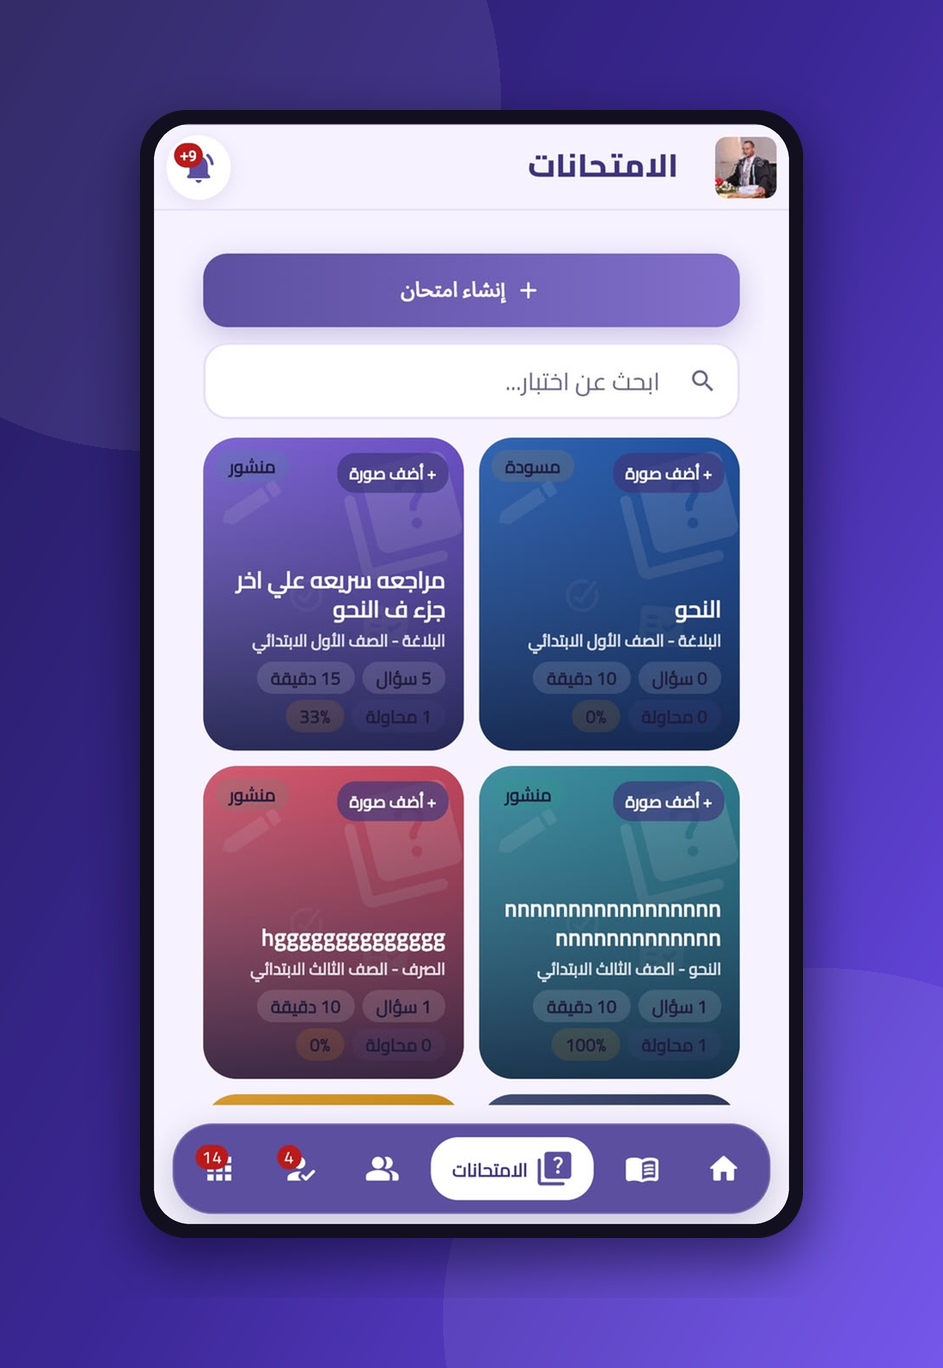 الامتحانات
+9
+ إنشاء امتحان
ابحث عن اختبار...
+ أضف صورة
مسودة
النحو
البلاغة - الصف الأول الابتدائي
0 سؤال
10 دقيقة
0 محاولة
0%
+ أضف صورة
منشور
مراجعه سريعه علي اخر
جزء ف النحو
البلاغة - الصف الأول الابتدائي
5 سؤال
15 دقيقة
1 محاولة
33%
+ أضف صورة
منشور
nnnnnnnnnnnnnnnnn
nnnnnnnnnnnnn
النحو - الصف الثالث الابتدائي
1 سؤال
10 دقيقة
1 محاولة
100%
+ أضف صورة
منشور
hgggggggggggggg
الصرف - الصف الثالث الابتدائي
1 سؤال
10 دقيقة
0 محاولة
0%
الامتحانات
4
14